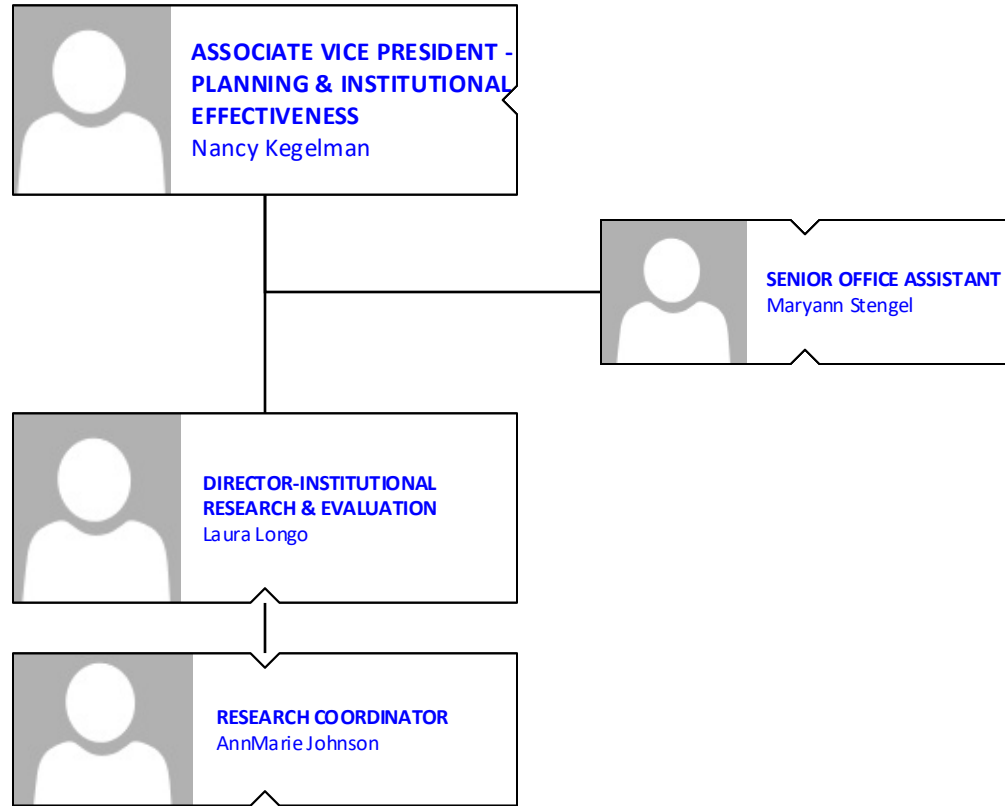 ASSOCIATE VICE PRESIDENT -
PLANNING & INSTITUTIONAL
EFFECTIVENESS
Nancy Kegelman
SENIOR OFFICE ASSISTANT
Maryann Stengel
DIRECTOR-INSTITUTIONAL
RESEARCH & EVALUATION
Laura Longo
RESEARCH COORDINATOR
AnnMarie Johnson